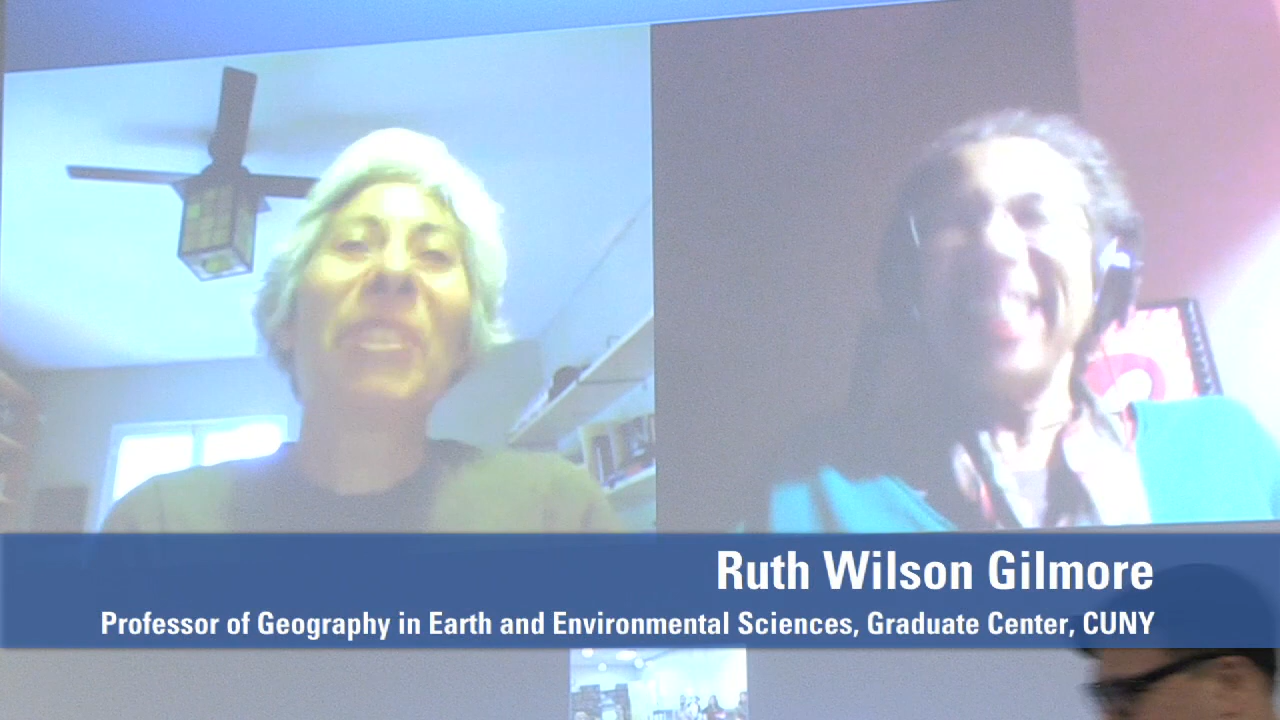 Ruth Wilson Gilmore
Professor of Geography in Earth and Environmental Sciences, Graduate Center, CUNY